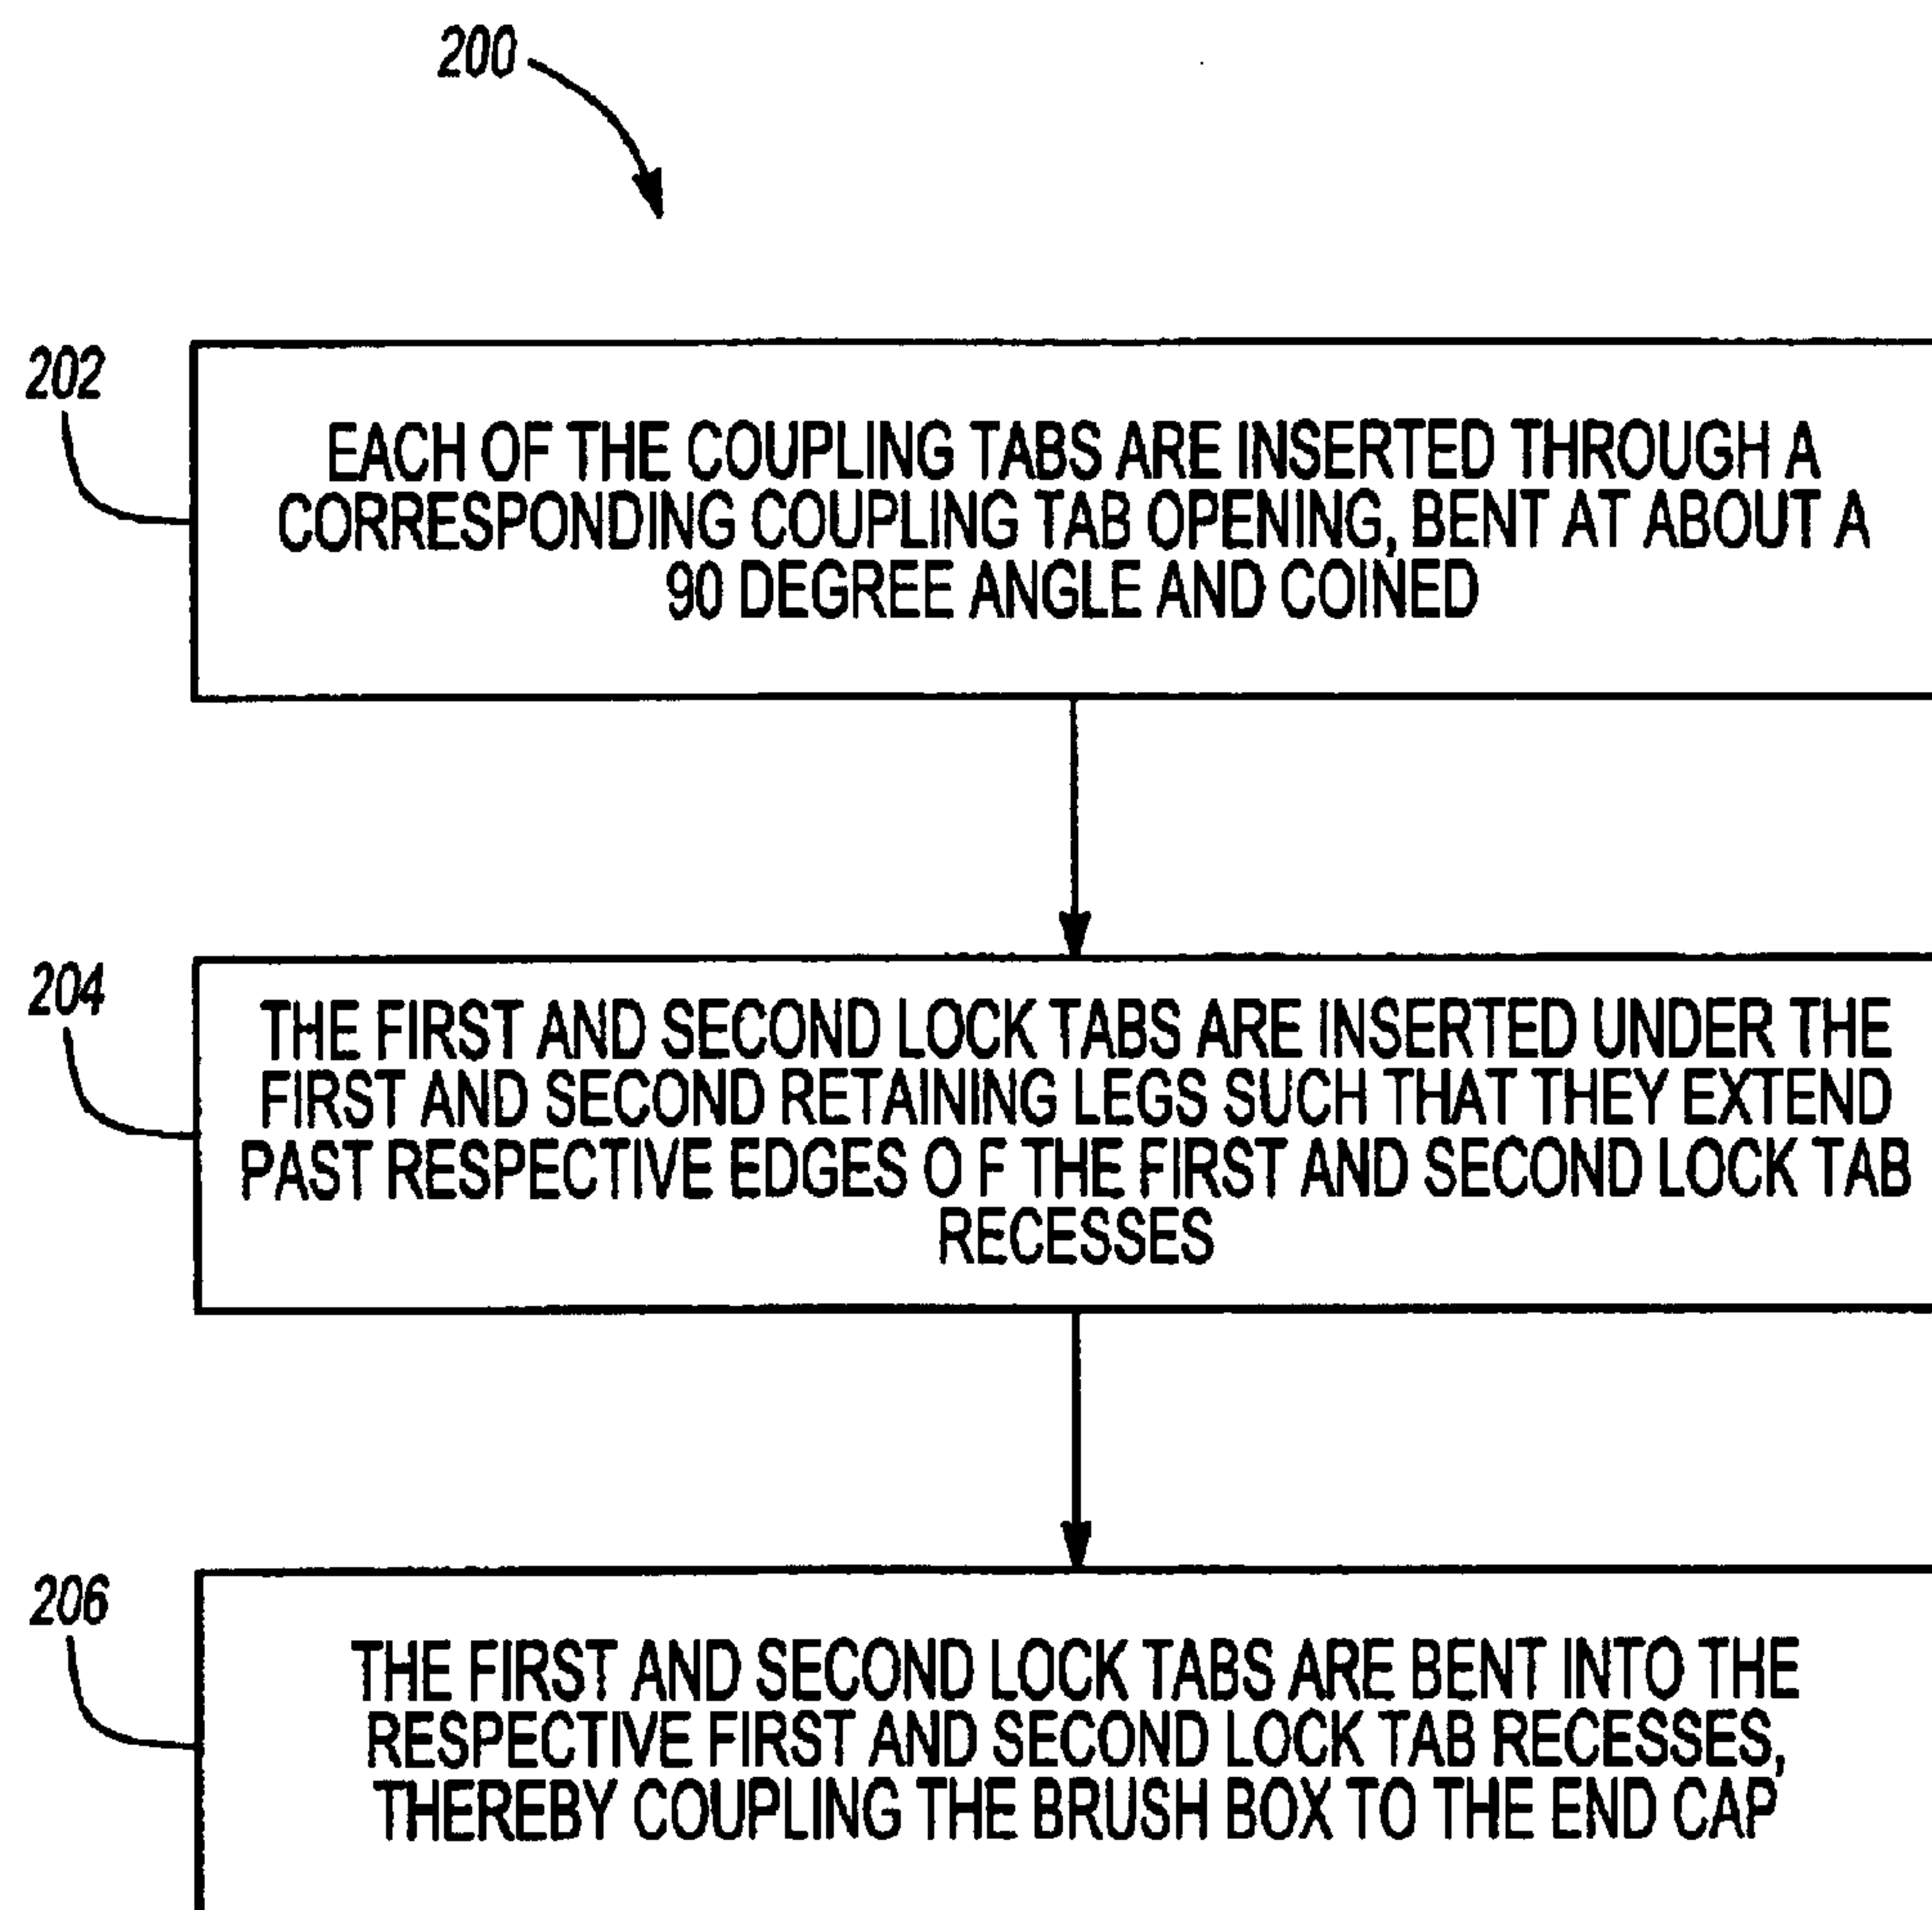 200
202
EACH OF THE COUPLING TABS ARE INSERTED THROUGH A
CORRESPONDING COUPLING TAB OPENING, BENT AT ABOUT A
90 DEGREE ANGLE AND COINED
204
THE FIRST AND SECOND LOCK TABS ARE INSERTED UNDER THE
FIRST AND SECOND RETAINING LEGS SUCH THAT THEY EXTEND
PAST RESPECTIVE EDGES O F THE FIRST AND SECOND LOCK TAB
RECESSES
206
THE FIRST AND SECOND LOCK TABS ARE BENT INTO THE
RESPECTIVE FIRST AND SECOND LOCK TAB RECESSES,
THEREBY COUPLING THE BRUSH BOX TO THE END CAP